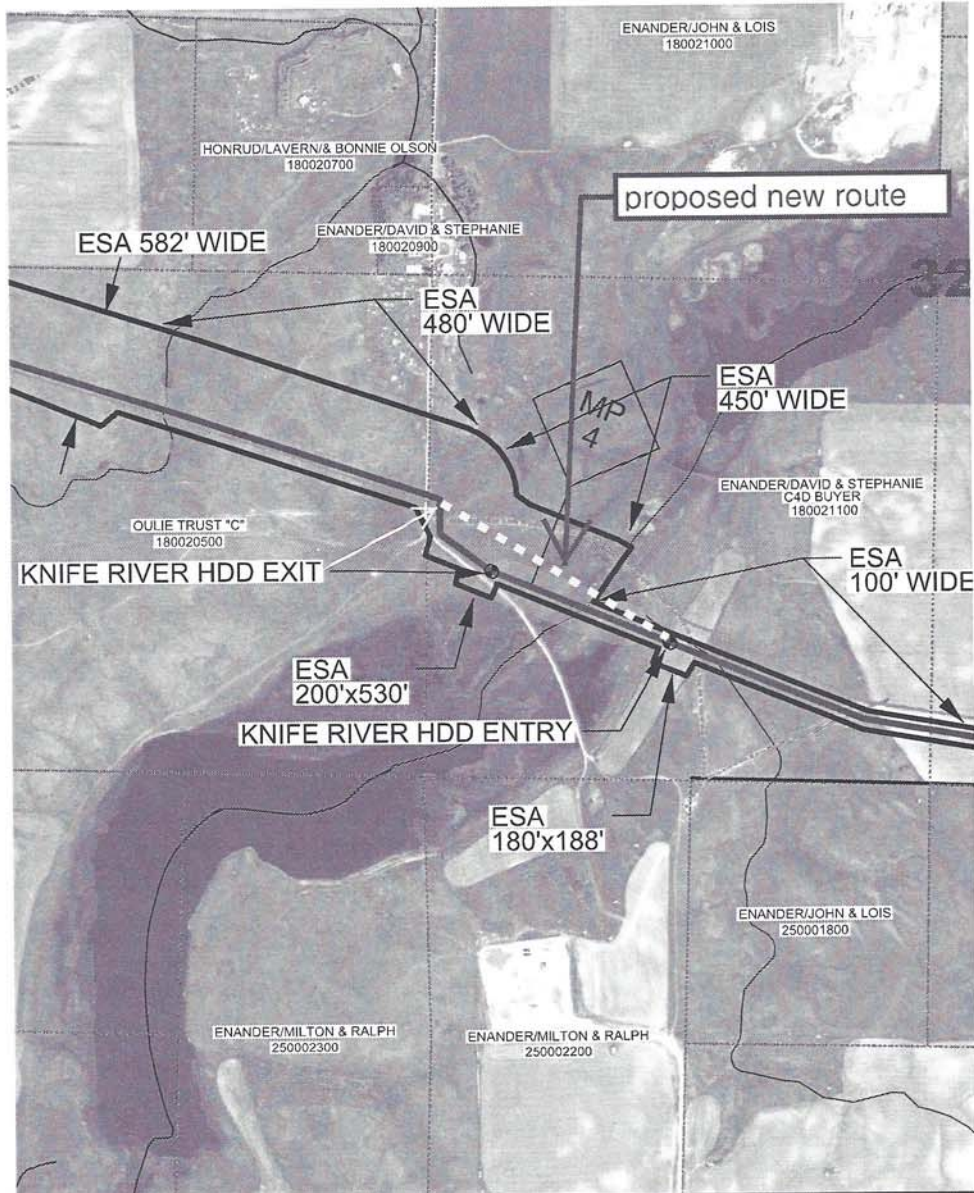 ENANDER/JOHN & LOIS
180021000
HONRUD/LAVERN/& BONNIE OLSON
180020700
proposed new route
ENANDER/DAVID & STEPHANIE
180020900
ESA 582' WIDE
32
ESA
480' WIDE
ESA
450' WIDE
MP
4
ENANDER/DAVID & STEPHANIE
C4D BUYER
180021100
OULIE TRUST "C"
180020500
ESA
100' WIDE
KNIFE RIVER HDD EXIT
ESA
200'x530'
KNIFE RIVER HDD ENTRY
ESA
180'x188'
ENANDER/JOHN & LOIS
250001800
ENANDER/MILTON & RALPH
250002300
ENANDER/MILTON & RALPH
250002200